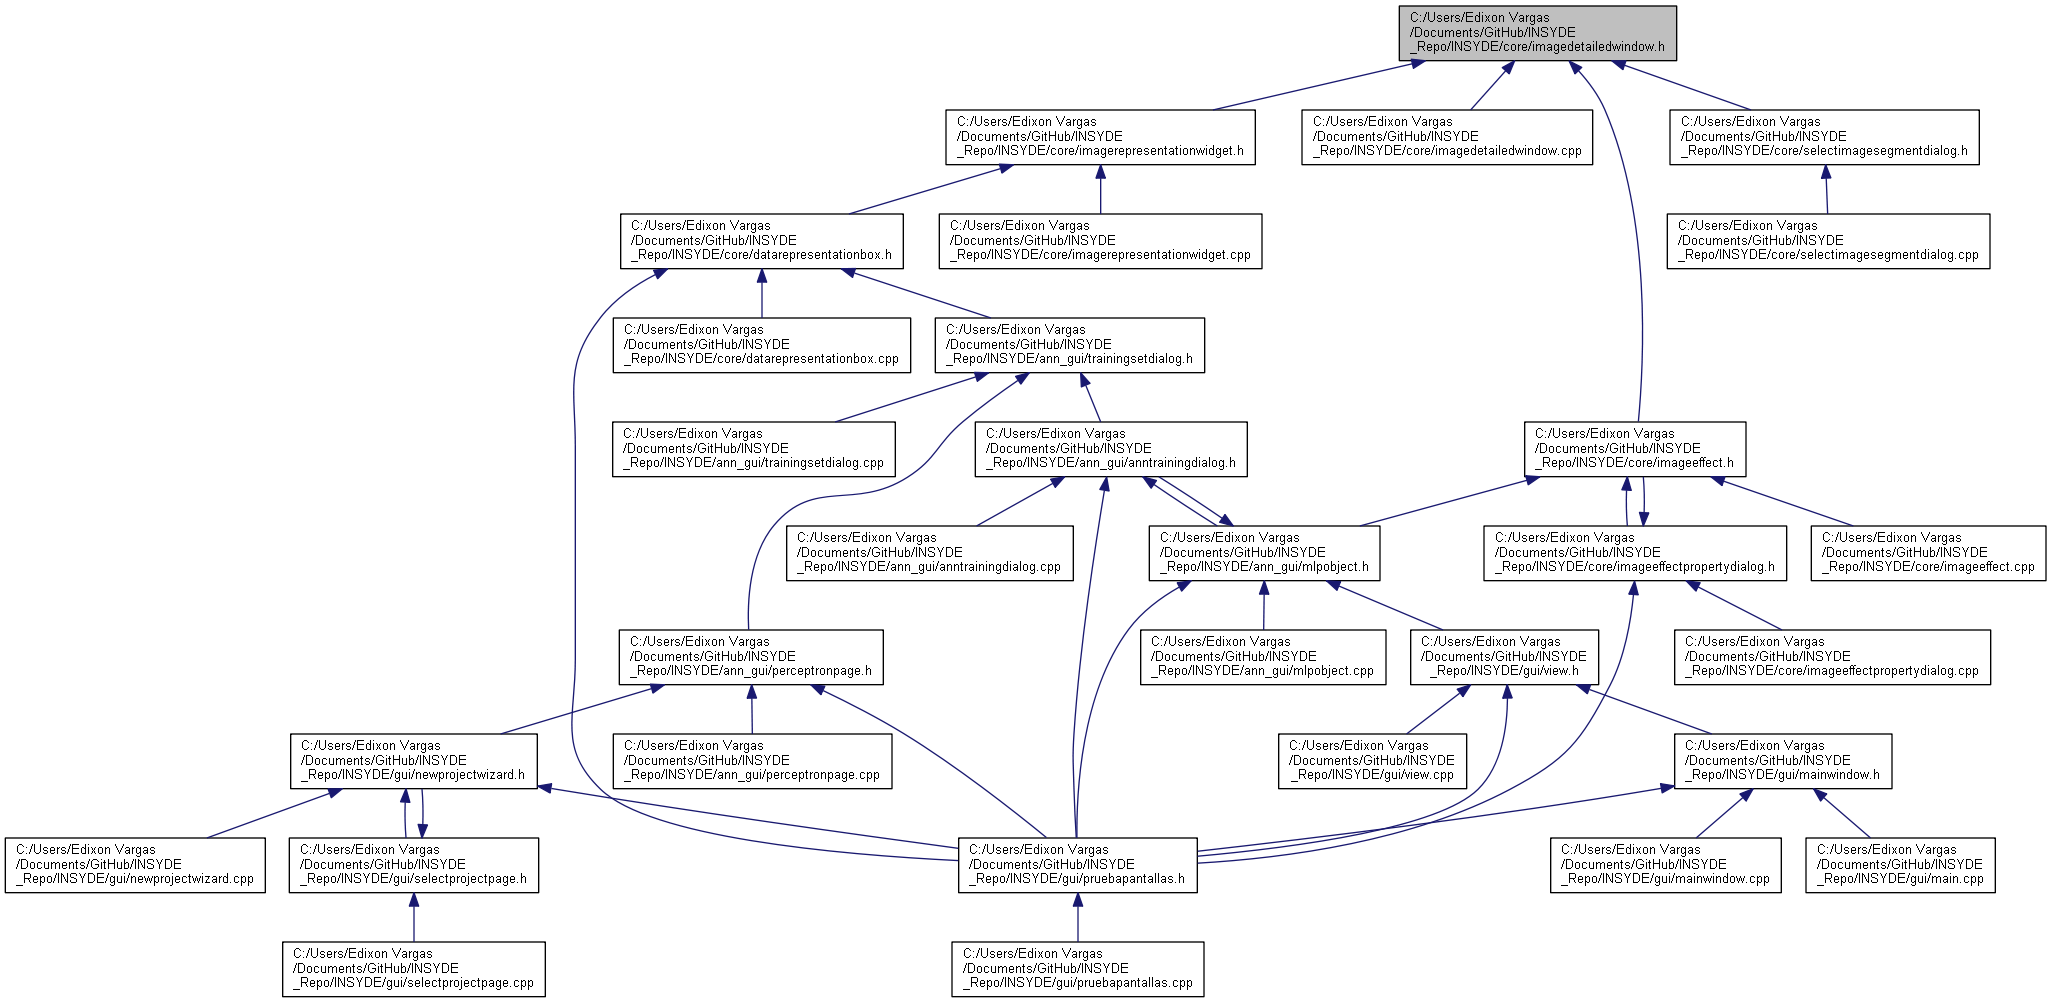 C:/Users/Edixon Vargas
/Documents/GitHub/INSYDE
_Repo/INSYDE/core/imagedetailedwindow.h
C:/Users/Edixon Vargas
/Documents/GitHub/INSYDE
_Repo/INSYDE/core/imagerepresentationwidget.h
C:/Users/Edixon Vargas
/Documents/GitHub/INSYDE
_Repo/INSYDE/core/imagedetailedwindow.cpp
C:/Users/Edixon Vargas
/Documents/GitHub/INSYDE
_Repo/INSYDE/core/selectimagesegmentdialog.h
C:/Users/Edixon Vargas
/Documents/GitHub/INSYDE
_Repo/INSYDE/core/datarepresentationbox.h
C:/Users/Edixon Vargas
/Documents/GitHub/INSYDE
_Repo/INSYDE/core/imagerepresentationwidget.cpp
C:/Users/Edixon Vargas
/Documents/GitHub/INSYDE
_Repo/INSYDE/core/selectimagesegmentdialog.cpp
C:/Users/Edixon Vargas
/Documents/GitHub/INSYDE
_Repo/INSYDE/core/datarepresentationbox.cpp
C:/Users/Edixon Vargas
/Documents/GitHub/INSYDE
_Repo/INSYDE/ann_gui/trainingsetdialog.h
C:/Users/Edixon Vargas
/Documents/GitHub/INSYDE
_Repo/INSYDE/ann_gui/trainingsetdialog.cpp
C:/Users/Edixon Vargas
/Documents/GitHub/INSYDE
_Repo/INSYDE/ann_gui/anntrainingdialog.h
C:/Users/Edixon Vargas
/Documents/GitHub/INSYDE
_Repo/INSYDE/core/imageeffect.h
C:/Users/Edixon Vargas
/Documents/GitHub/INSYDE
_Repo/INSYDE/ann_gui/anntrainingdialog.cpp
C:/Users/Edixon Vargas
/Documents/GitHub/INSYDE
_Repo/INSYDE/ann_gui/mlpobject.h
C:/Users/Edixon Vargas
/Documents/GitHub/INSYDE
_Repo/INSYDE/core/imageeffectpropertydialog.h
C:/Users/Edixon Vargas
/Documents/GitHub/INSYDE
_Repo/INSYDE/core/imageeffect.cpp
C:/Users/Edixon Vargas
/Documents/GitHub/INSYDE
_Repo/INSYDE/ann_gui/perceptronpage.h
C:/Users/Edixon Vargas
/Documents/GitHub/INSYDE
_Repo/INSYDE/ann_gui/mlpobject.cpp
C:/Users/Edixon Vargas
/Documents/GitHub/INSYDE
_Repo/INSYDE/gui/view.h
C:/Users/Edixon Vargas
/Documents/GitHub/INSYDE
_Repo/INSYDE/core/imageeffectpropertydialog.cpp
C:/Users/Edixon Vargas
/Documents/GitHub/INSYDE
_Repo/INSYDE/gui/newprojectwizard.h
C:/Users/Edixon Vargas
/Documents/GitHub/INSYDE
_Repo/INSYDE/ann_gui/perceptronpage.cpp
C:/Users/Edixon Vargas
/Documents/GitHub/INSYDE
_Repo/INSYDE/gui/view.cpp
C:/Users/Edixon Vargas
/Documents/GitHub/INSYDE
_Repo/INSYDE/gui/mainwindow.h
C:/Users/Edixon Vargas
/Documents/GitHub/INSYDE
_Repo/INSYDE/gui/newprojectwizard.cpp
C:/Users/Edixon Vargas
/Documents/GitHub/INSYDE
_Repo/INSYDE/gui/selectprojectpage.h
C:/Users/Edixon Vargas
/Documents/GitHub/INSYDE
_Repo/INSYDE/gui/pruebapantallas.h
C:/Users/Edixon Vargas
/Documents/GitHub/INSYDE
_Repo/INSYDE/gui/mainwindow.cpp
C:/Users/Edixon Vargas
/Documents/GitHub/INSYDE
_Repo/INSYDE/gui/main.cpp
C:/Users/Edixon Vargas
/Documents/GitHub/INSYDE
_Repo/INSYDE/gui/selectprojectpage.cpp
C:/Users/Edixon Vargas
/Documents/GitHub/INSYDE
_Repo/INSYDE/gui/pruebapantallas.cpp